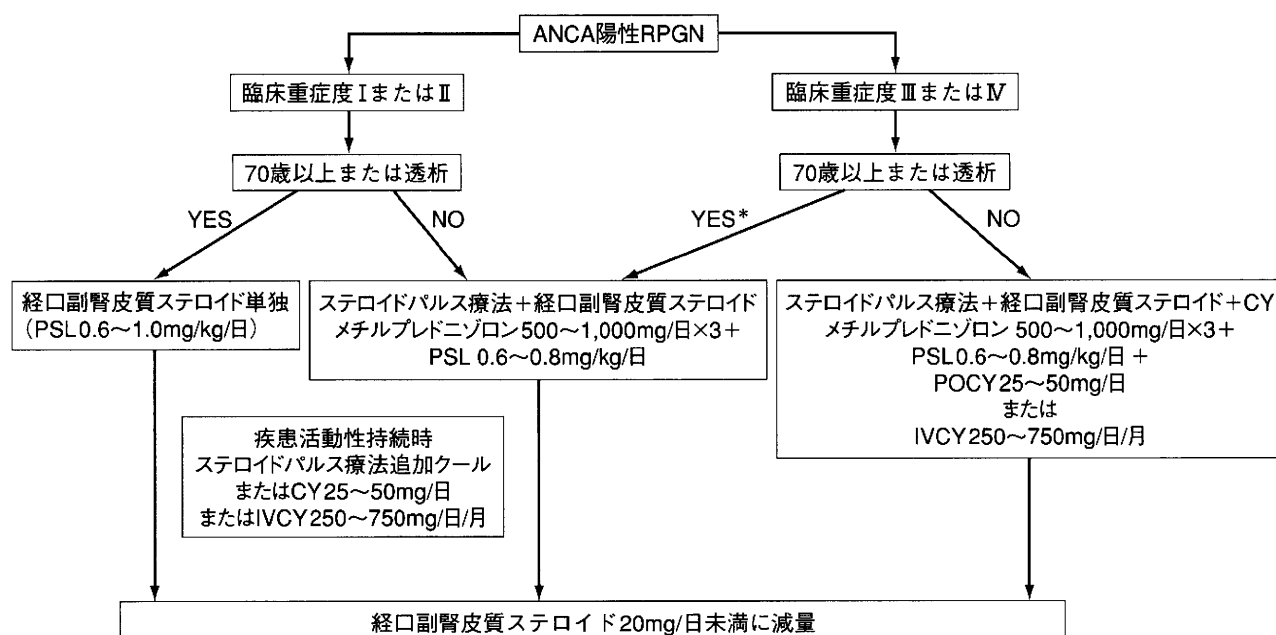 ANCA陽性RPGN
臨床重症度ⅠまたはⅡ
臨床重症度ⅢまたはⅣ
70歳以上または透析
70歳以上または透析
YES
NO
YES*
NO
経口副腎皮質ステロイド単独
(PSL0.6〜1.0mg/kg/日)
ステロイドパルス療法+経口副腎皮質ステロイド
メチルプレドニゾロン500〜1,000mg/日×3+
PSL 0.6〜0.8mg/kg/日
ステロイドパルス療法+経口副腎皮質ステロイド+CY
メチルプレドニゾロン500〜1,000mg/日×3+
PSL0.6〜0.8mg/kg/日 +
POCY25〜50mg/日
または
IVCY250〜750mg/日/月
疾患活動性持続時
ステロイドパルス療法追加クール
またはCY25〜50mg/日
またはIVCY250〜750mg/日/月
経口副腎皮質ステロイド20mg/日未満に減量